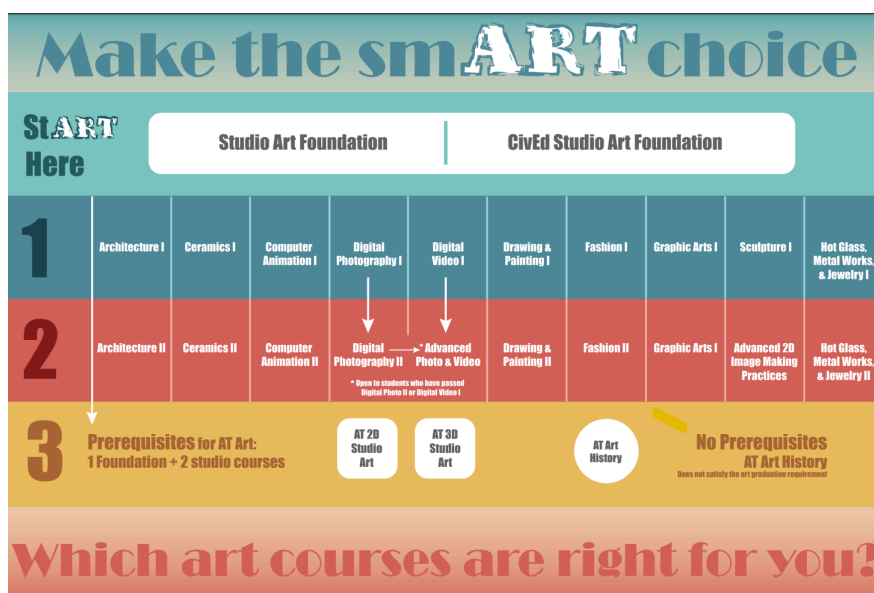 Make the smART choice
StART
Here
Studio Art Foundation
CivEd Studio Art Foundation
1
Architecture I
Ceramics I
Computer
Animation I
Digital
Photography I
Digital
Video I
Drawing &
Painting I
Fashion I
Graphic Arts I
Sculpture I
Hot Glass,
Metal Works,
& Jewelry I
2
Architecture II
Ceramics II
Computer
Animation II
Digital
Photography II
* Advanced
Photo & Video
* Open to students who have passed
Digital Photo II or Digital Video I
Drawing &
Painting II
Fashion II
Graphic Arts I
Advanced 2D
Image Making
Practices
Hot Glass,
Metal Works,
& Jewelry II
3
Prerequisites for AT Art:
1 Foundation + 2 studio courses
AT 2D
Studio
Art
AT 3D
Studio
Art
AT Art
History
No Prerequisites
AT Art History
Does not satisfy the art graduation requirement
Which art courses are right for you?